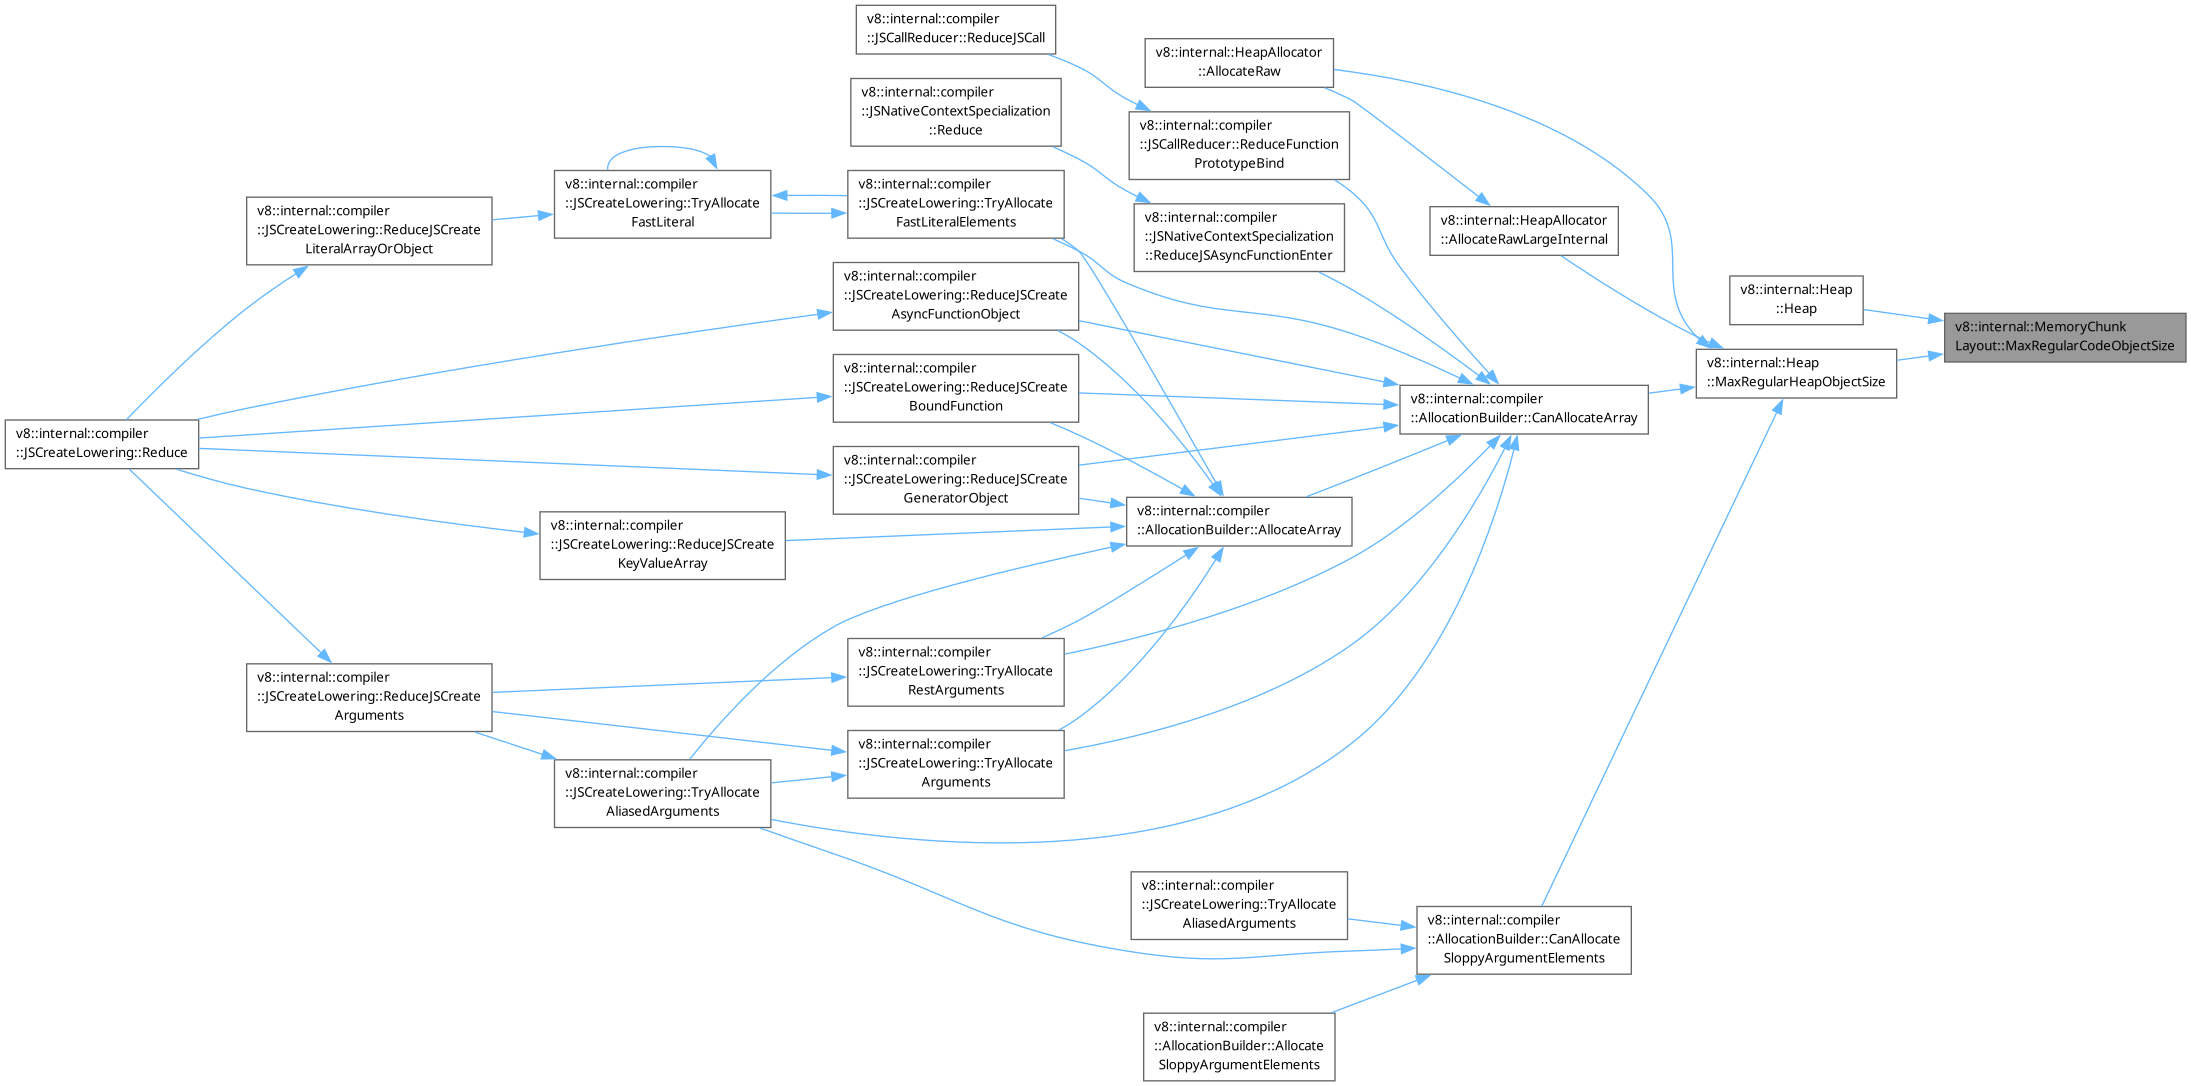 v8::internal::compiler
::JSCallReducer::ReduceJSCall
v8::internal::HeapAllocator
::AllocateRaw
v8::internal::compiler
::JSNativeContextSpecialization
::Reduce
v8::internal::compiler
::JSCallReducer::ReduceFunction
PrototypeBind
v8::internal::compiler
::JSCreateLowering::TryAllocate
FastLiteral
v8::internal::compiler
::JSCreateLowering::TryAllocate
FastLiteralElements
v8::internal::compiler
::JSCreateLowering::ReduceJSCreate
LiteralArrayOrObject
v8::internal::compiler
::JSNativeContextSpecialization
::ReduceJSAsyncFunctionEnter
v8::internal::HeapAllocator
::AllocateRawLargeInternal
v8::internal::compiler
::JSCreateLowering::ReduceJSCreate
AsyncFunctionObject
v8::internal::Heap
::Heap
v8::internal::MemoryChunk
Layout::MaxRegularCodeObjectSize
v8::internal::Heap
::MaxRegularHeapObjectSize
v8::internal::compiler
::JSCreateLowering::ReduceJSCreate
BoundFunction
v8::internal::compiler
::AllocationBuilder::CanAllocateArray
v8::internal::compiler
::JSCreateLowering::Reduce
v8::internal::compiler
::JSCreateLowering::ReduceJSCreate
GeneratorObject
v8::internal::compiler
::AllocationBuilder::AllocateArray
v8::internal::compiler
::JSCreateLowering::ReduceJSCreate
KeyValueArray
v8::internal::compiler
::JSCreateLowering::TryAllocate
RestArguments
v8::internal::compiler
::JSCreateLowering::ReduceJSCreate
Arguments
v8::internal::compiler
::JSCreateLowering::TryAllocate
Arguments
v8::internal::compiler
::JSCreateLowering::TryAllocate
AliasedArguments
v8::internal::compiler
::JSCreateLowering::TryAllocate
AliasedArguments
v8::internal::compiler
::AllocationBuilder::CanAllocate
SloppyArgumentElements
v8::internal::compiler
::AllocationBuilder::Allocate
SloppyArgumentElements